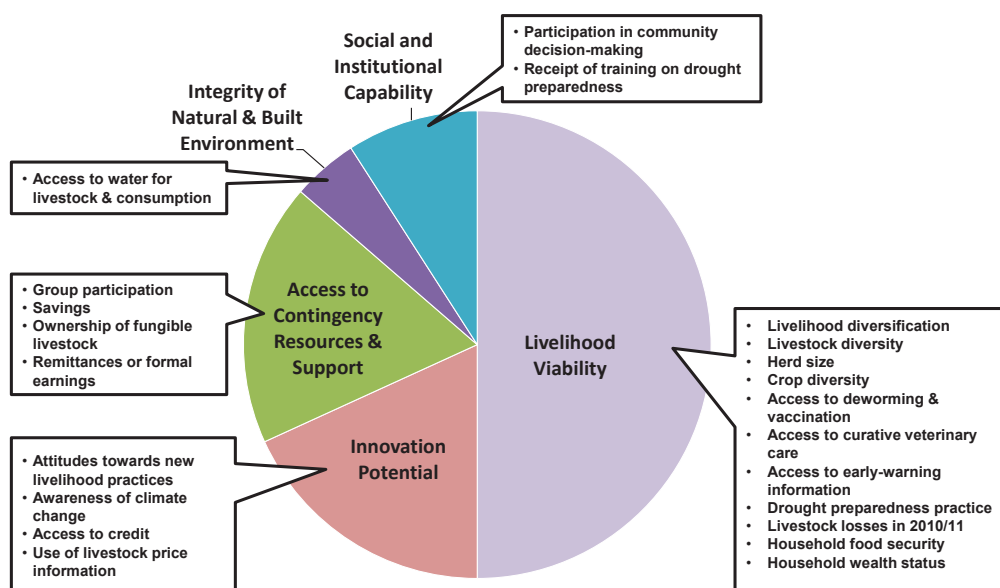 Social and
Institutional
Capability
• Participation in community
decision-making
• Receipt of training on drought
preparedness
Integrity of
Natural & Built
Environment
• Access to water for
livestock & consumption
• Group participation
• Savings
• Ownership of fungible
livestock
• Remittances or formal
earnings
Access to
Contingency
Resources &
Support
Livelihood
Viability
• Livelihood diversification
• Livestock diversity
• Herd size
• Crop diversity
• Access to deworming &
vaccination
• Access to curative veterinary
care
• Access to early-warning
information
• Drought preparedness practice
• Livestock losses in 2010/11
• Household food security
• Household wealth status
Innovation
Potential
• Attitudes towards new
livelihood practices
• Awareness of climate
change
• Access to credit
• Use of livestock price
information